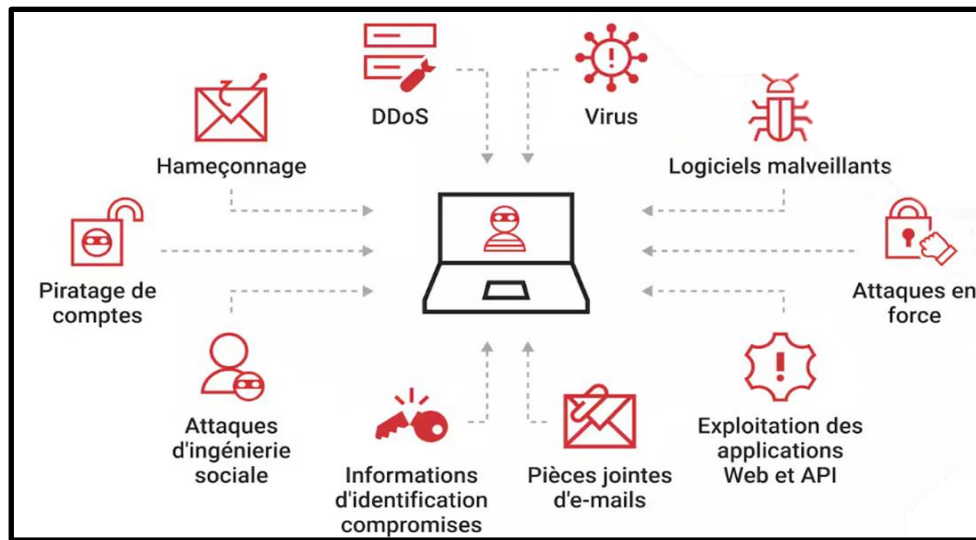 DDoS
Virus
Hameçonnage
Logiciels malveillants
Piratage de
comptes
Attaques en
force
Attaques
d'ingénierie
sociale
Informations
d'identification
compromises
Pièces jointes
d'e-mails
Exploitation des
applications
Web et API